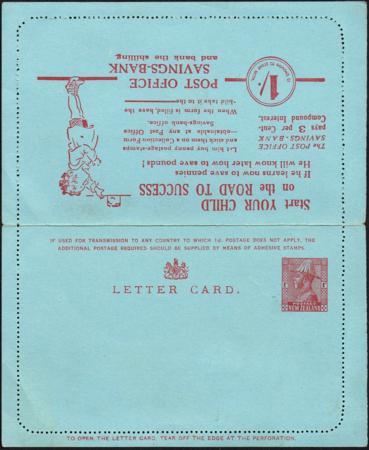 Start YOUR CHILD
on the ROAD TO SUCCESS
If he learns now to save pennies
He will know later how to save pounds!
Let him buy penny postage-stamps
and stick them on a Collection-Form
—obtainable at any Post Office
Savings-bank office.
When the form is filled, have the
child take it to the
POST OFFICE
SAVINGS-BANK
and bank the shilling
The POST OFFICE
SAVINGS-BANK
pays 3 per Cent.
Compound Interest.
1/-
IF USED FOR TRANSMISSION TO ANY COUNTRY TO WHICH 1d. POSTAGE DOES NOT APPLY, THE
ADDITIONAL POSTAGE REQUIRED SHOULD BE SUPPLIED BY MEANS OF ADHESIVE STAMPS.
LETTER CARD.
POSTAGE
NEW ZEALAND
TO OPEN THE LETTER CARD, TEAR OFF THE EDGE AT THE PERFORATION.